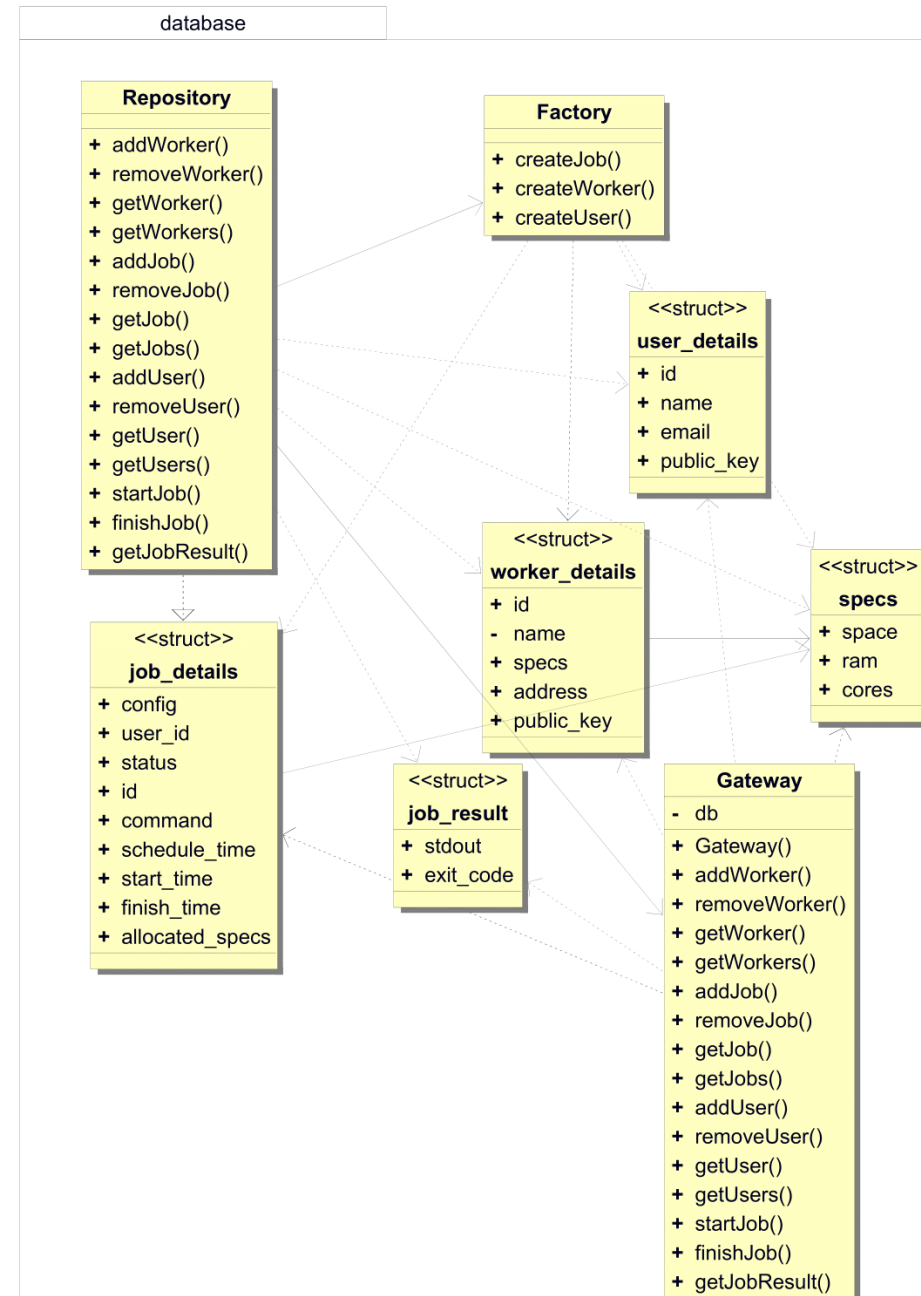 database
Repository
+ addWorker()
+ removeWorker()
+ getWorker()
+ getWorkers()
+ addJob()
+ removeJob()
+ getJob()
+ getJobs()
+ addUser()
+ removeUser()
+ getUser()
+ getUsers()
+ startJob()
+ finishJob()
+ getJobResult()
Factory
+ createJob()
+ createWorker()
+ createUser()
<<struct>>
user_details
+ id
+ name
+ email
+ public_key
<<struct>>
worker_details
+ id
- name
+ specs
+ address
+ public_key
<<struct>>
specs
+ space
+ ram
+ cores
<<struct>>
job_details
+ config
+ user_id
+ status
+ id
+ command
+ schedule_time
+ start_time
+ finish_time
+ allocated_specs
<<struct>>
job_result
+ stdout
+ exit_code
Gateway
- db
+ Gateway()
+ addWorker()
+ removeWorker()
+ getWorker()
+ getWorkers()
+ addJob()
+ removeJob()
+ getJob()
+ getJobs()
+ addUser()
+ removeUser()
+ getUser()
+ getUsers()
+ startJob()
+ finishJob()
+ getJobResult()